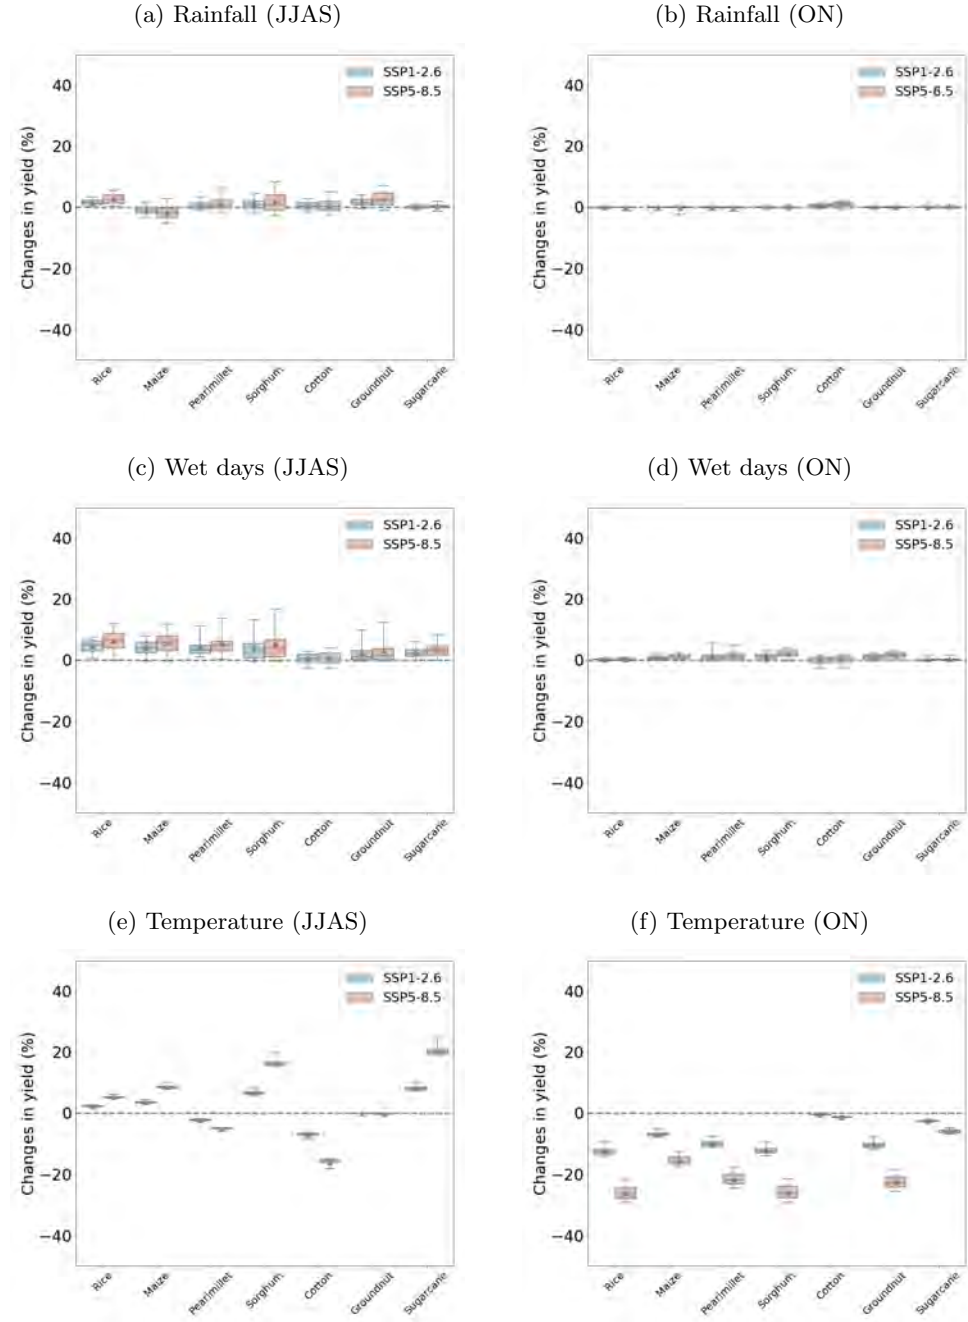 (a) Rainfall (JJAS)
(b) Rainfall (ON)
Changes in yield (%)
40
20
0
−20
−40
SSP1-2.6
SSP5-8.5
Rice
Maize
Pearlmillet
Sorghum
Cotton
Groundnut
Sugarcane
Changes in yield (%)
40
20
0
−20
−40
SSP1-2.6
SSP5-8.5
Rice
Maize
Pearlmillet
Sorghum
Cotton
Groundnut
Sugarcane
(c) Wet days (JJAS)
(d) Wet days (ON)
Changes in yield (%)
40
20
0
−20
−40
SSP1-2.6
SSP5-8.5
Rice
Maize
Pearlmillet
Sorghum
Cotton
Groundnut
Sugarcane
Changes in yield (%)
40
20
0
−20
−40
SSP1-2.6
SSP5-8.5
Rice
Maize
Pearlmillet
Sorghum
Cotton
Groundnut
Sugarcane
(e) Temperature (JJAS)
(f) Temperature (ON)
Changes in yield (%)
40
20
0
−20
−40
SSP1-2.6
SSP5-8.5
Rice
Maize
Pearlmillet
Sorghum
Cotton
Groundnut
Sugarcane
Changes in yield (%)
40
20
0
−20
−40
SSP1-2.6
SSP5-8.5
Rice
Maize
Pearlmillet
Sorghum
Cotton
Groundnut
Sugarcane